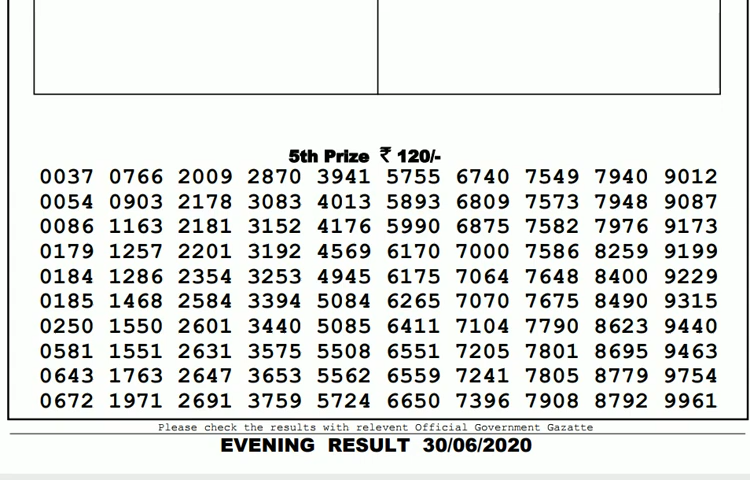 5th Prize ₹ 120/-
0037 0766 2009 2870 3941 5755 6740 7549 7940 9012
0054 0903 2178 3083 4013 5893 6809 7573 7948 9087
0086 1163 2181 3152 4176 5990 6875 7582 7976 9173
0179 1257 2201 3192 4569 6170 7000 7586 8259 9199
0184 1286 2354 3253 4945 6175 7064 7648 8400 9229
0185 1468 2584 3394 5084 6265 7070 7675 8490 9315
0250 1550 2601 3440 5085 6411 7104 7790 8623 9440
0581 1551 2631 3575 5508 6551 7205 7801 8695 9463
0643 1763 2647 3653 5562 6559 7241 7805 8779 9754
0672 1971 2691 3759 5724 6650 7396 7908 8792 9961
Please check the results with relevent Official Government Gazatte
EVENING RESULT 30/06/2020